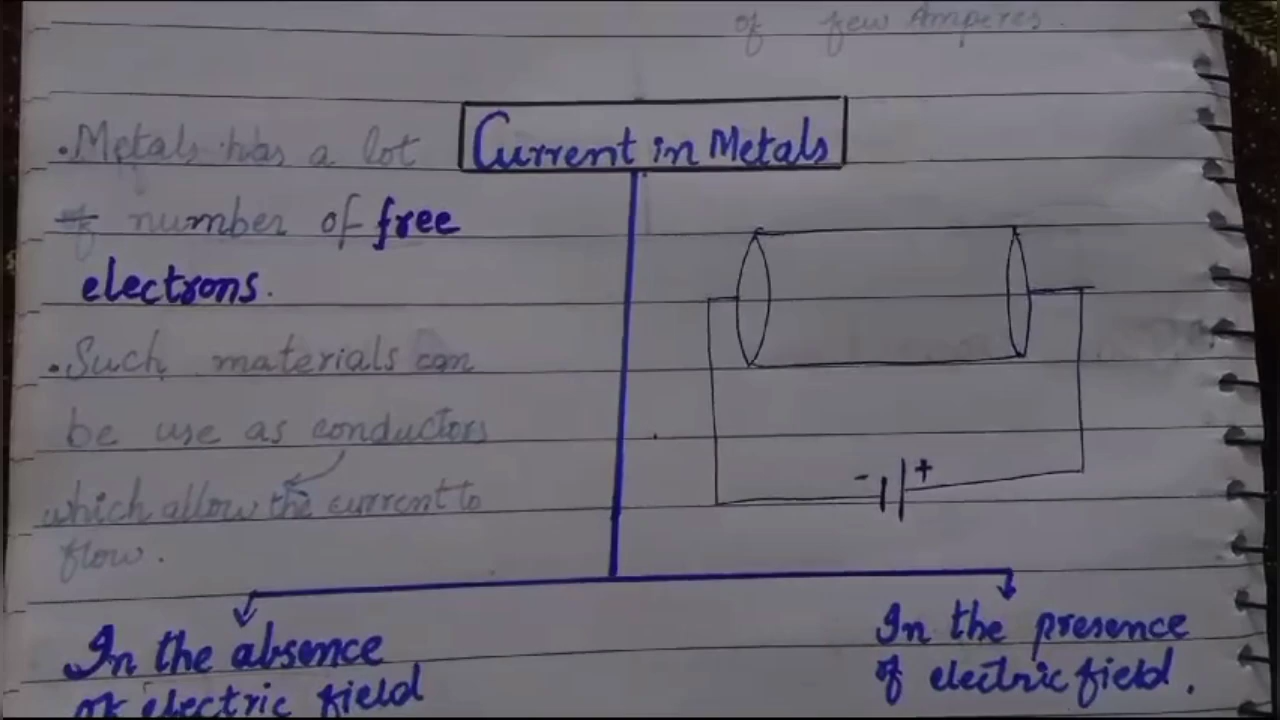 of few Amperes.
Current in Metals
. Metals has a lot
number of free
electrons.
. Such materials can
be use as conductors
which allow the current to
flow.
- +
In the absence
of electric field
In the presence
of electric field.